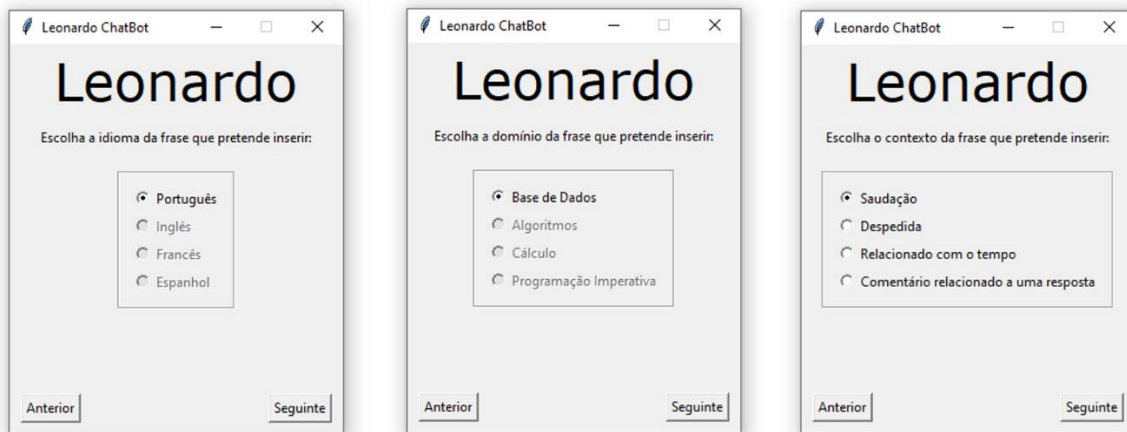 Leonardo ChatBot
Leonardo
Escolha a idioma da frase que pretende inserir:
Português
Inglês
Francês
Espanhol
Anterior
Seguinte
Leonardo ChatBot
Leonardo
Escolha a domínio da frase que pretende inserir:
Base de Dados
Algoritmos
Cálculo
Programação Imperativa
Anterior
Seguinte
Leonardo ChatBot
Leonardo
Escolha o contexto da frase que pretende inserir:
Saudação
Despedida
Relacionado com o tempo
Comentário relacionado a uma resposta
Anterior
Seguinte